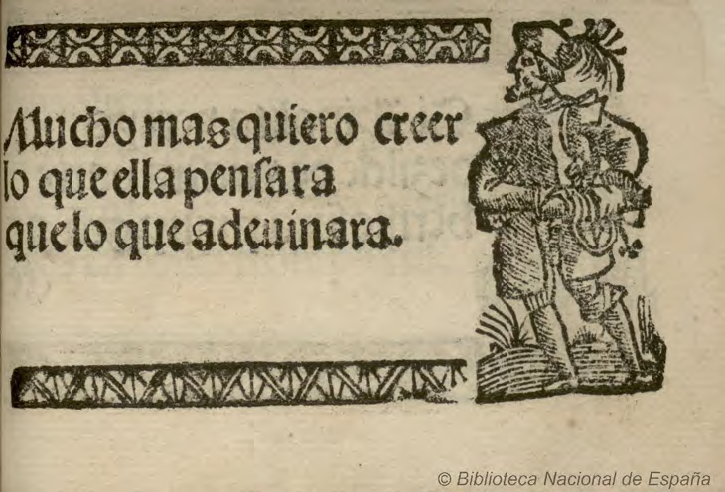 Mucho mas quiero creer
lo que ella penſara
que lo que adeuinara.
© Biblioteca Nacional de España